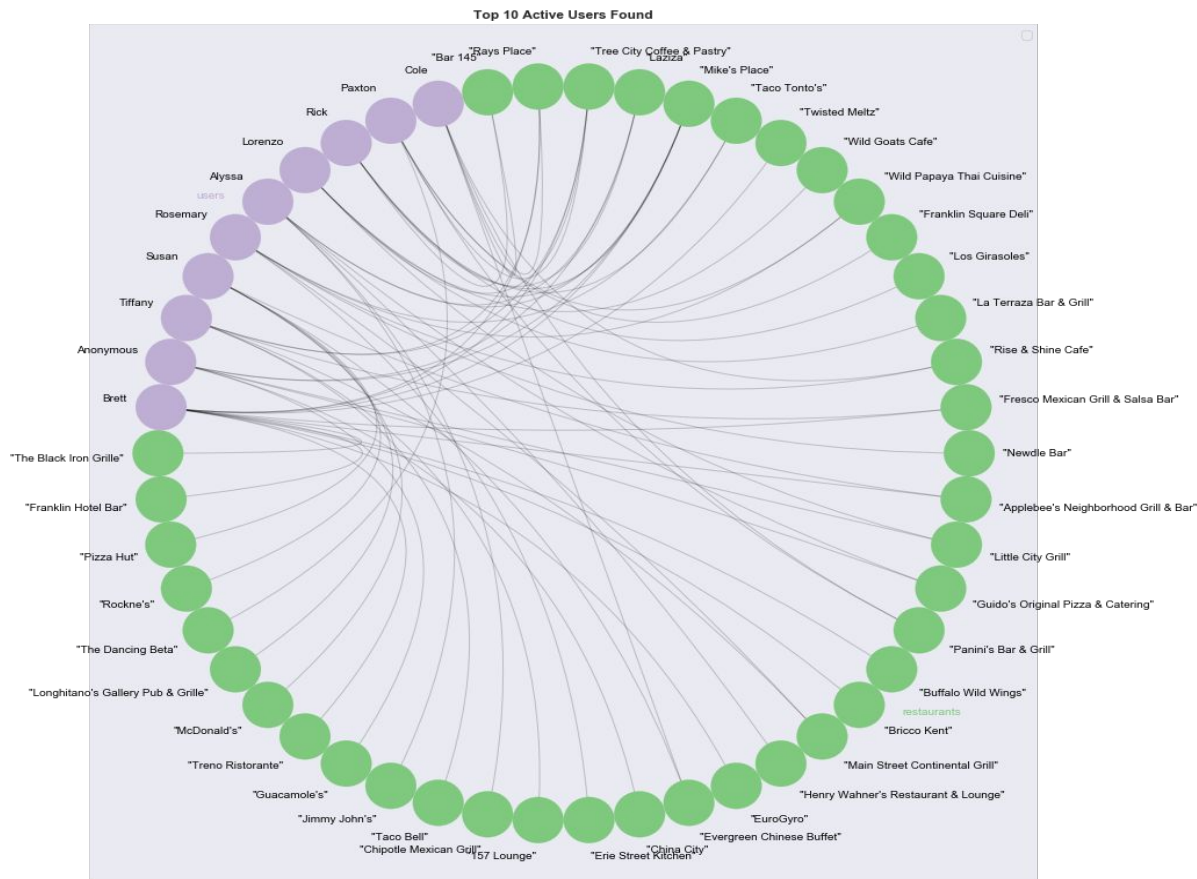 Top 10 Active Users Found
"Rays Place"
"Tree City Coffee & Pastry"
"Bar 145"
Laziza"
Cole
"Mike's Place"
Paxton
"Taco Tonto's"
Rick
"Twisted Meltz"
Lorenzo
"Wild Goats Cafe"
Alyssa
"Wild Papaya Thai Cuisine"
users
Rosemary
"Franklin Square Deli"
Susan
"Los Girasoles"
Tiffany
"La Terraza Bar & Grill"
Anonymous
"Rise & Shine Cafe"
Brett
"Fresco Mexican Grill & Salsa Bar"
"The Black Iron Grille"
"Newdle Bar"
"Franklin Hotel Bar"
"Applebee's Neighborhood Grill & Bar"
"Pizza Hut"
"Little City Grill"
"Rockne's"
"Guido's Original Pizza & Catering"
"The Dancing Beta"
"Panini's Bar & Grill"
"Longhitano's Gallery Pub & Grille"
"Buffalo Wild Wings"
restaurants
"McDonald's"
"Bricco Kent"
"Treno Ristorante"
"Main Street Continental Grill"
"Guacamole's"
"Henry Wahner's Restaurant & Lounge"
"Jimmy John's"
"EuroGyro"
"Taco Bell"
"Evergreen Chinese Buffet"
"Chipotle Mexican Grill"
"China City"
"157 Lounge"
"Erie Street Kitchen"